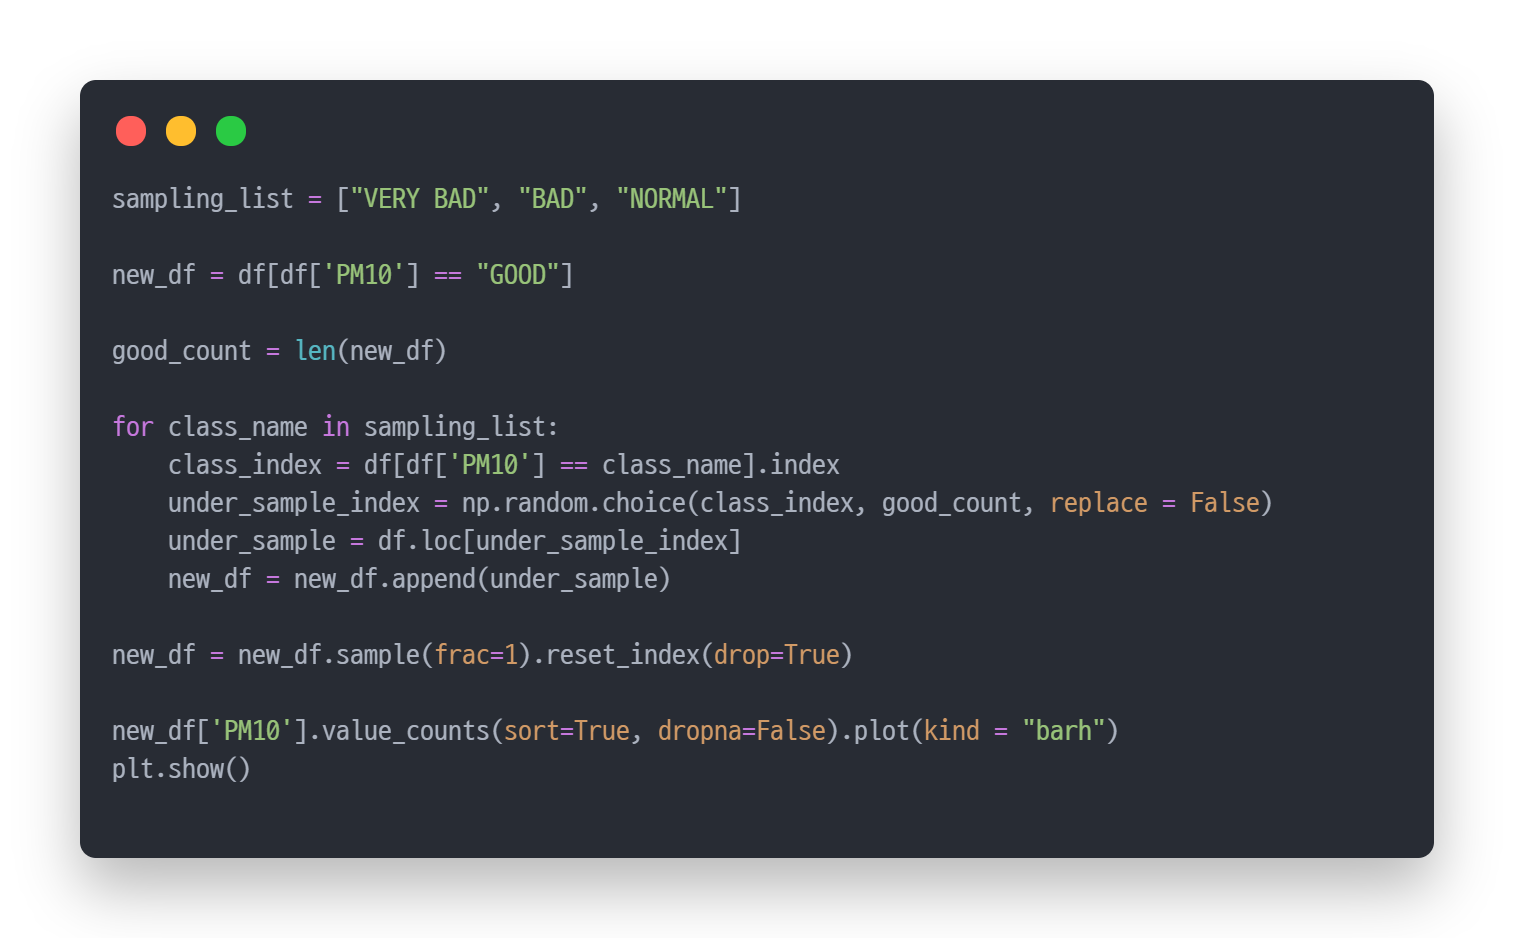 sampling_list = ["VERY BAD", "BAD", "NORMAL"]
new_df = df[df['PM10'] == "GOOD"]
good_count = len(new_df)
for class_name in sampling_list:
    class_index = df[df['PM10'] == class_name].index
    under_sample_index = np.random.choice(class_index, good_count, replace = False)
    under_sample = df.loc[under_sample_index]
    new_df = new_df.append(under_sample)
new_df = new_df.sample(frac=1).reset_index(drop=True)
new_df['PM10'].value_counts(sort=True, dropna=False).plot(kind = "barh")
plt.show()